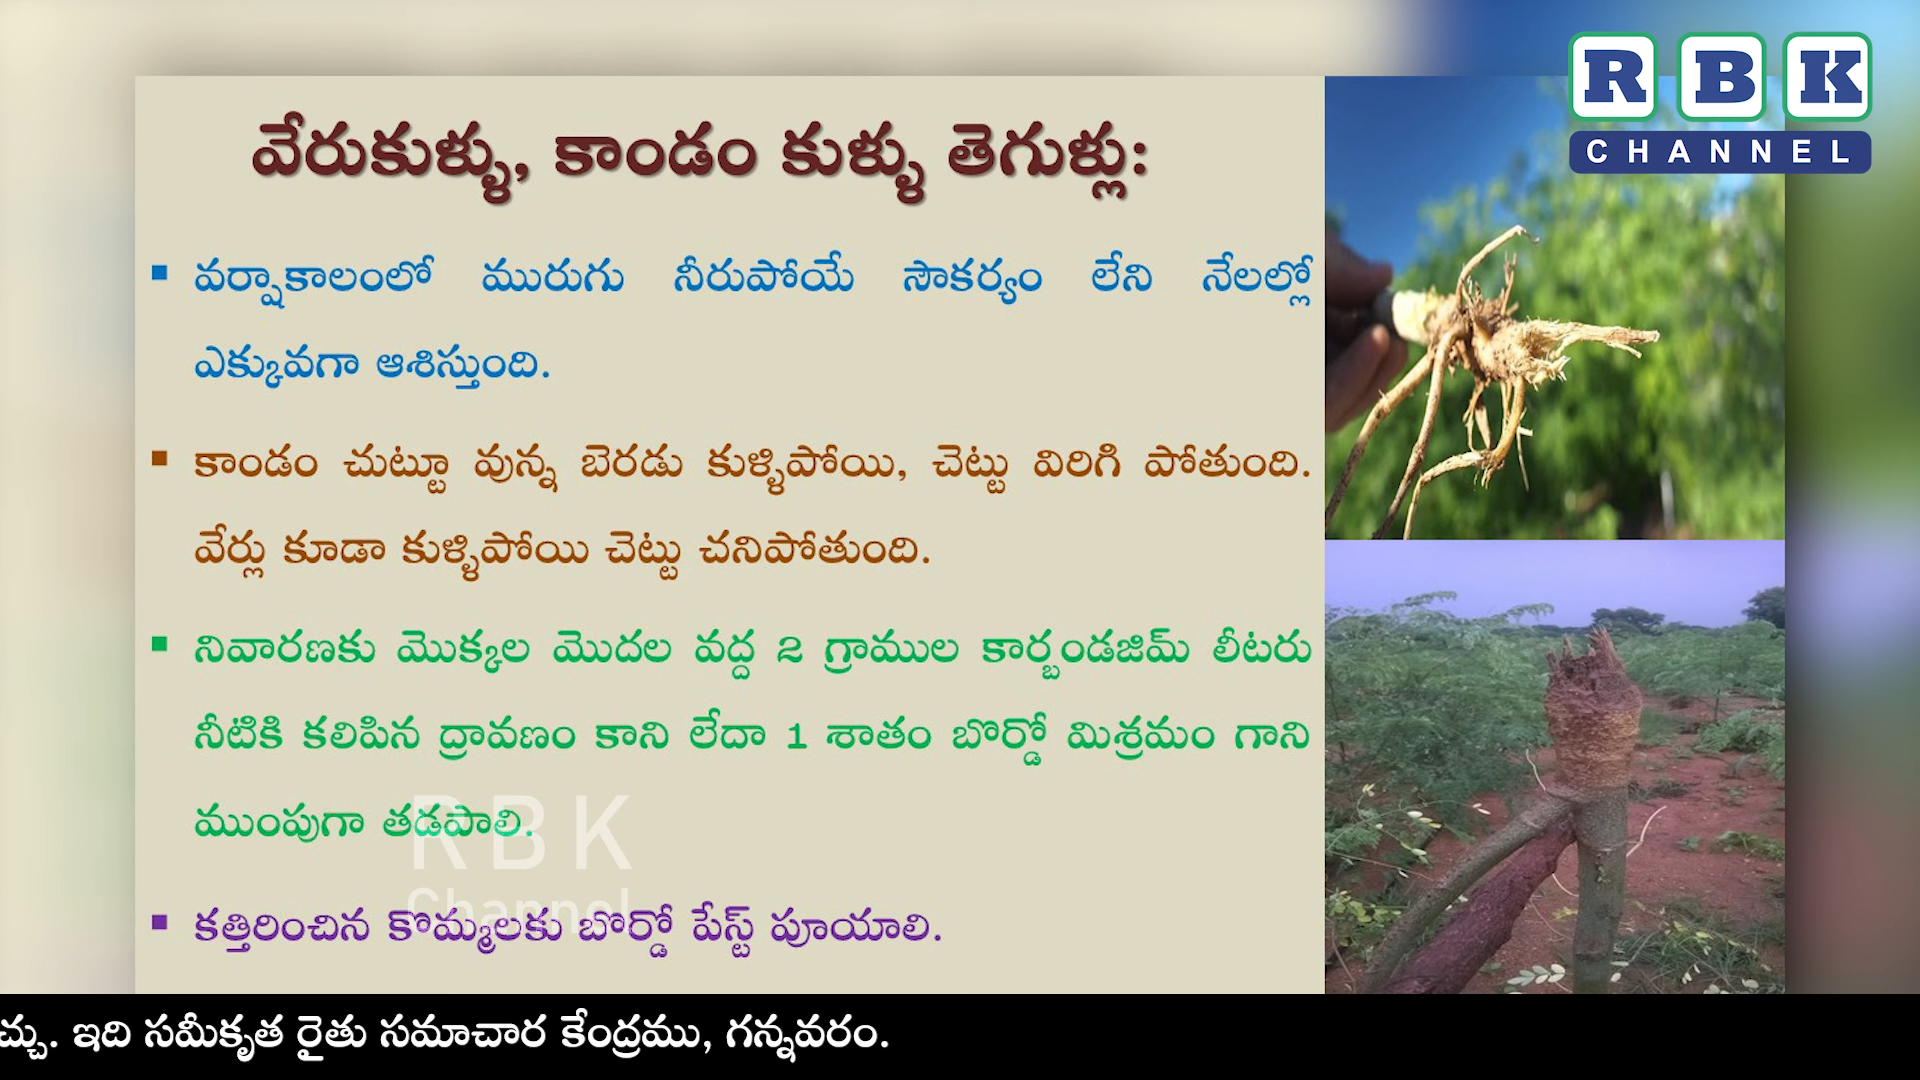 RBK
CHANNEL
వేరుకుళ్ళు, కాండం కుళ్ళు తెగుళ్లు:
వర్షాకాలంలో మురుగు నీరుపోయే సౌకర్యం లేని నేలల్లో
ఎక్కువగా ఆశిస్తుంది.
కాండం చుట్టూ వున్న బెరడు కుళ్ళిపోయి, చెట్టు విరిగి పోతుంది.
వేర్లు కూడా కుళ్ళిపోయి చెట్టు చనిపోతుంది.
నివారణకు మొక్కల మొదల వద్ద 2 గ్రాముల కార్బండజిమ్ లీటరు
నీటికి కలిపిన ద్రావణం కాని లేదా 1 శాతం బొర్డో మిశ్రమం గాని
ముంపుగా తడపాలి.
RBK
Channel
కత్తిరించిన కొమ్మలకు బొర్డో పేస్ట్ పూయాలి.
చ్చు. ఇది సమీకృత రైతు సమాచార కేంద్రము, గన్నవరం.